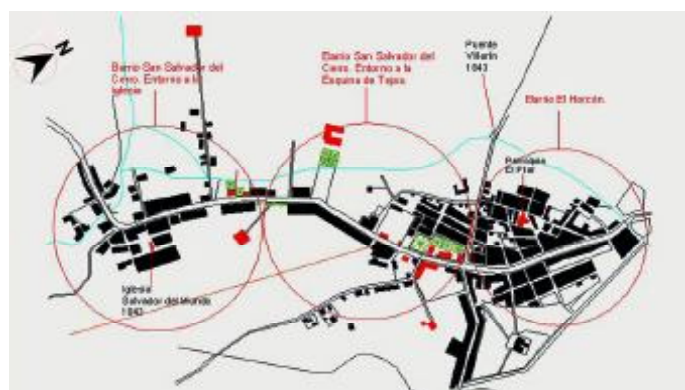 N
Barrio San Salvador del
Cerro. Entorno a la
Iglesia
Barrio San Salvador del
Cerro. Entorno a la
Esquina de Tejea
Puente
Villarín
1843
Barrio El Horcón.
Parroquia
El Pilar
Iglesia
Salvador del Mundo
1843